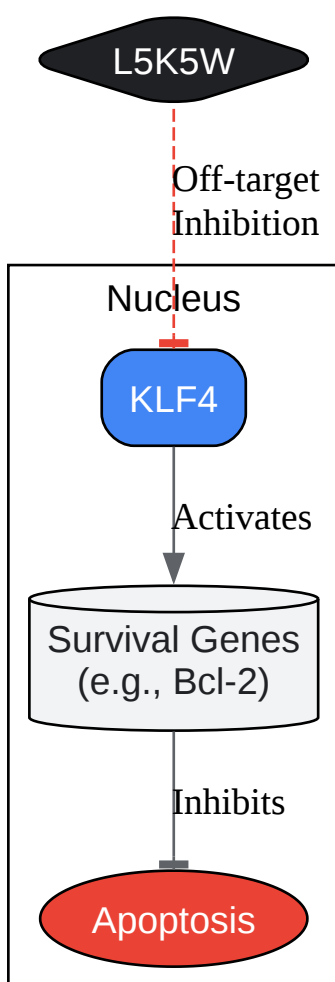 L5K5W
Off-target
Inhibition
Nucleus
KLF4
Activates
Survival Genes
(e.g., Bcl-2)
Inhibits
Apoptosis